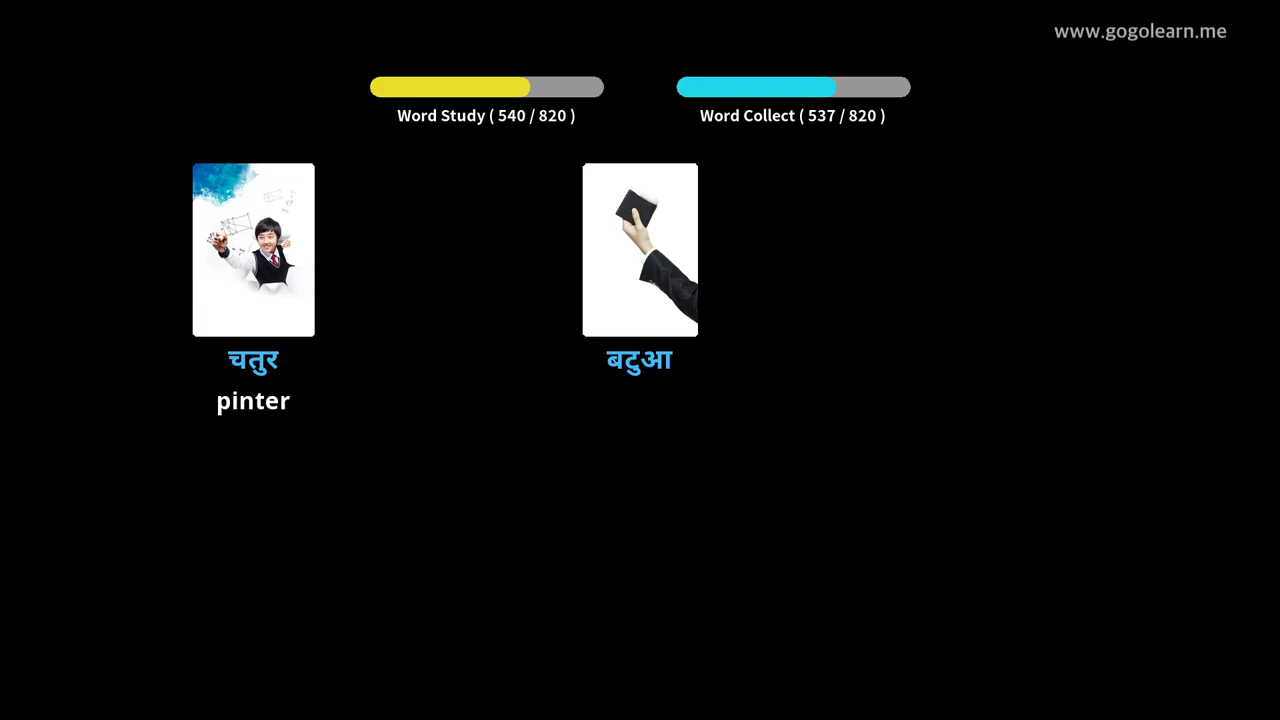 www.gogolearn.me
Word Study ( 540 / 820 )
Word Collect ( 537 / 820 )
चतुर
बटुआ
pinter